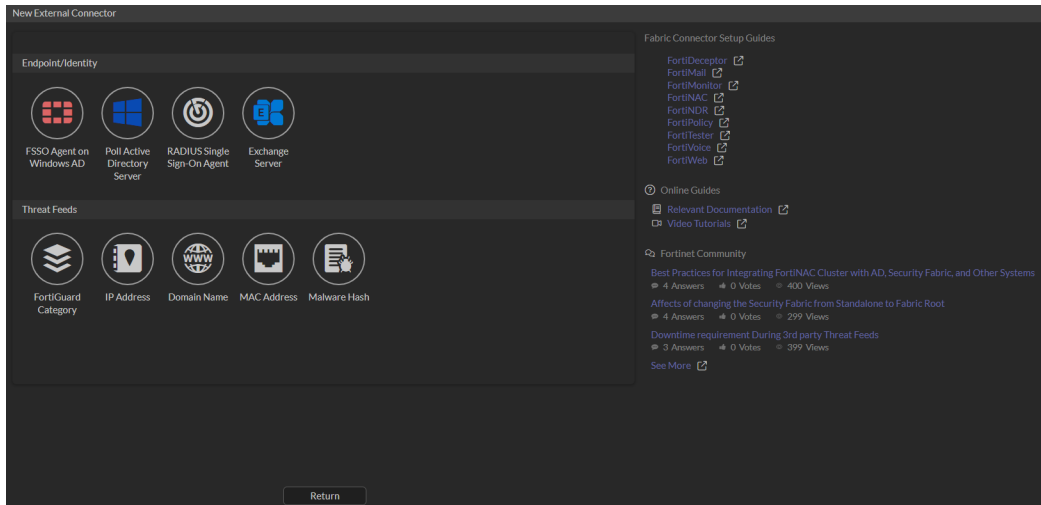 New External Connector
Endpoint/Identity
FSSO Agent on
Windows AD
Poll Active
Directory
Server
RADIUS Single
Sign-On Agent
Exchange
Server
Threat Feeds
FortiGuard
Category
IP Address
Domain Name
WWW
MAC Address
Malware Hash
Return
Fabric Connector Setup Guides
FortiDeceptor
FortiMail
FortiMonitor
FortiNAC
FortiNDR
FortiPolicy
FortiTester
FortiVoice
FortiWeb
Online Guides
Relevant Documentation
Video Tutorials
Fortinet Community
Best Practices for Integrating FortiNAC Cluster with AD, Security Fabric, and Other Systems
4 Answers 0 Votes 400 Views
Affects of changing the Security Fabric from Standalone to Fabric Root
4 Answers 0 Votes 299 Views
Downtime requirement During 3rd party Threat Feeds
3 Answers 0 Votes 399 Views
See More